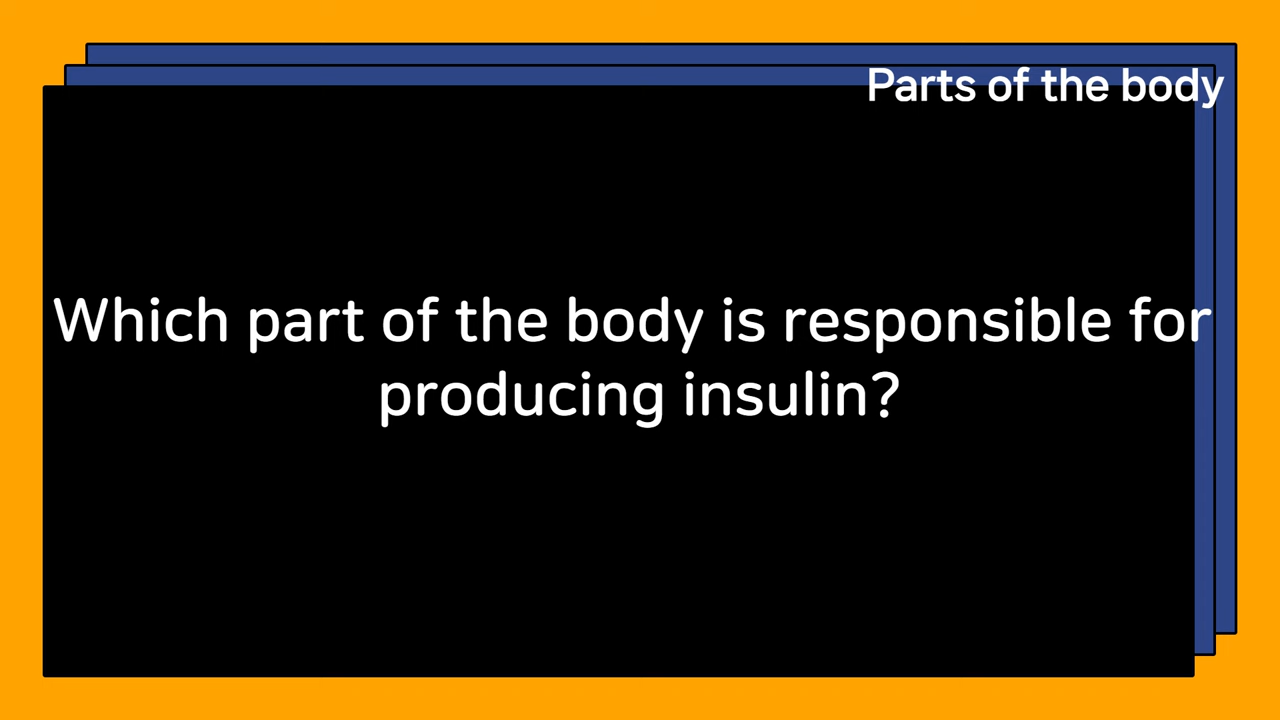 Parts of the body
Which part of the body is responsible for
producing insulin?